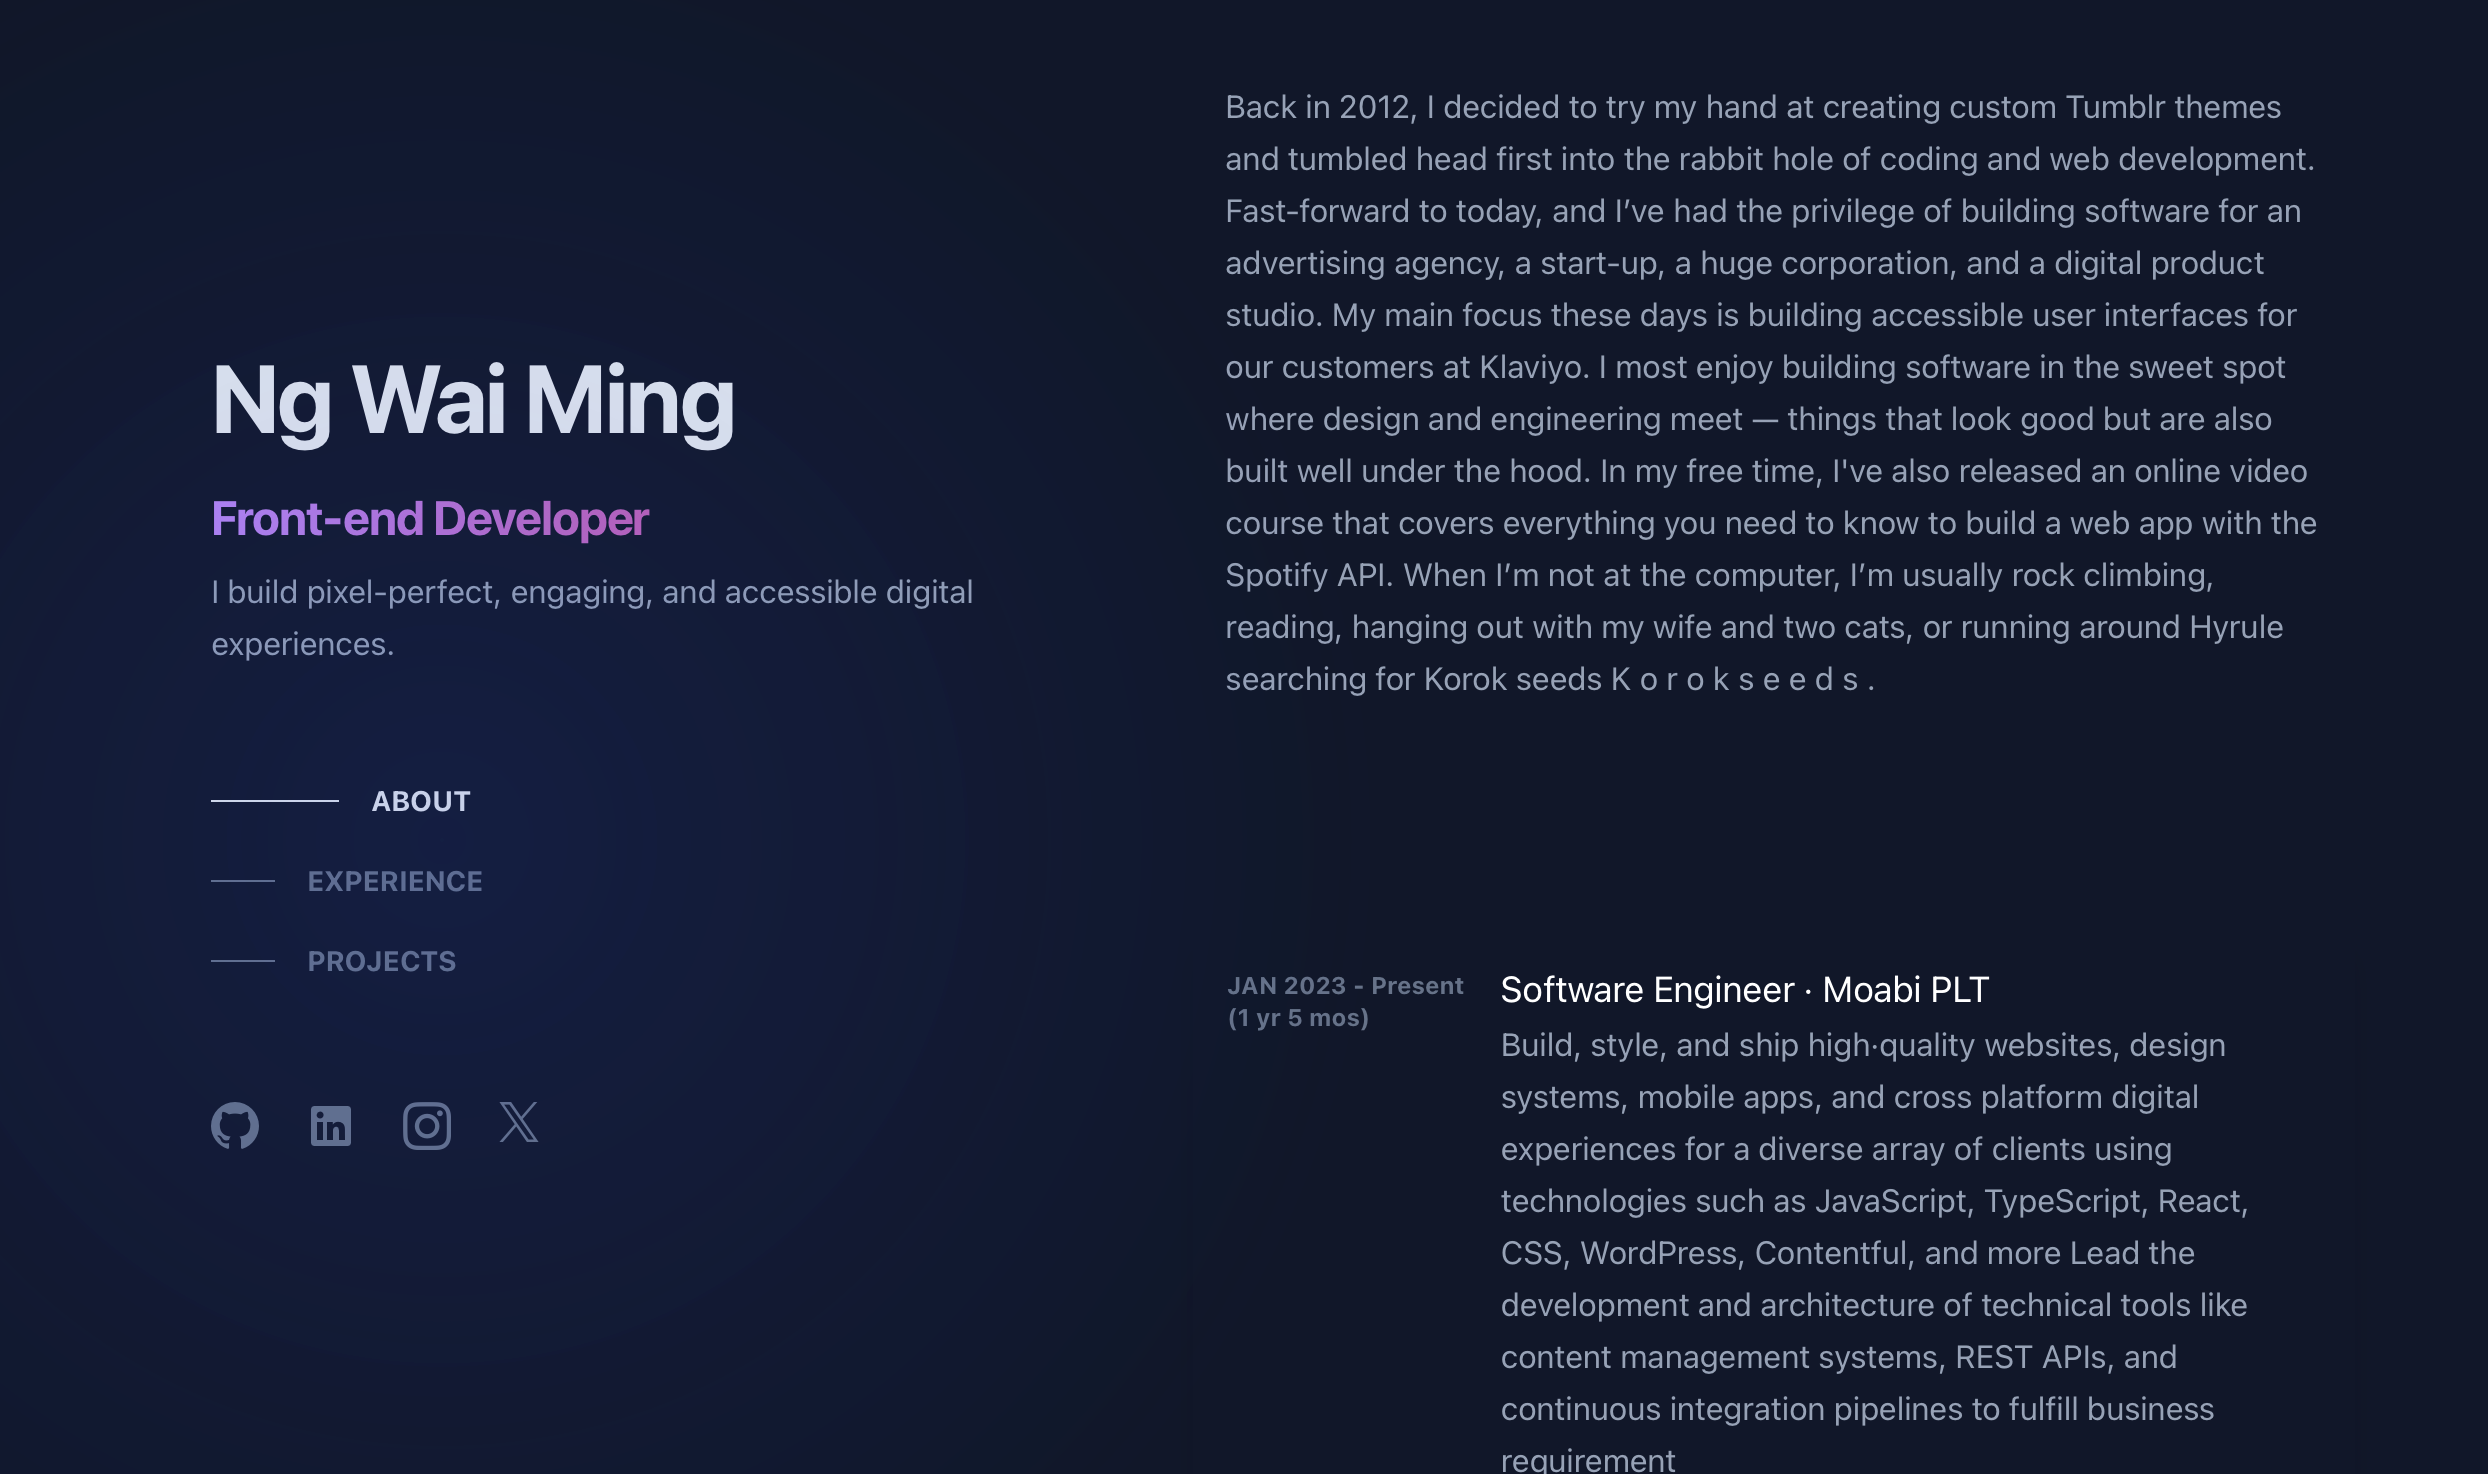 Ng Wai Ming
Front-end Developer
I build pixel-perfect, engaging, and accessible digital
experiences.
ABOUT
EXPERIENCE
PROJECTS
Back in 2012, I decided to try my hand at creating custom Tumblr themes
and tumbled head first into the rabbit hole of coding and web development.
Fast-forward to today, and I’ve had the privilege of building software for an
advertising agency, a start-up, a huge corporation, and a digital product
studio. My main focus these days is building accessible user interfaces for
our customers at Klaviyo. I most enjoy building software in the sweet spot
where design and engineering meet — things that look good but are also
built well under the hood. In my free time, I've also released an online video
course that covers everything you need to know to build a web app with the
Spotify API. When I’m not at the computer, I’m usually rock climbing,
reading, hanging out with my wife and two cats, or running around Hyrule
searching for Korok seeds K o r o k s e e d s .
JAN 2023 - Present
(1 yr 5 mos)
Software Engineer · Moabi PLT
Build, style, and ship high·quality websites, design
systems, mobile apps, and cross platform digital
experiences for a diverse array of clients using
technologies such as JavaScript, TypeScript, React,
CSS, WordPress, Contentful, and more Lead the
development and architecture of technical tools like
content management systems, REST APIs, and
continuous integration pipelines to fulfill business
requirement